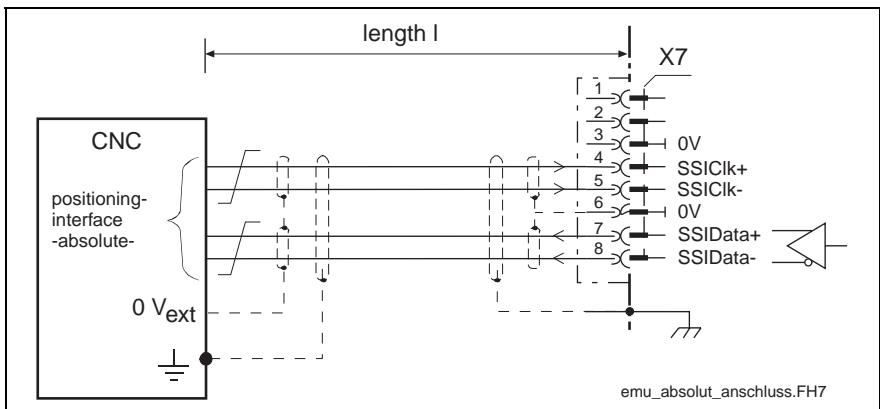 length l
X7
1
2
3
0V
CNC
4
SSIClk+
5
SSIClk-
positioning-
interface
-absolute-
6
0V
7
SSIData+
8
SSIData-
0 Vext
emu_absolut_anschluss.FH7